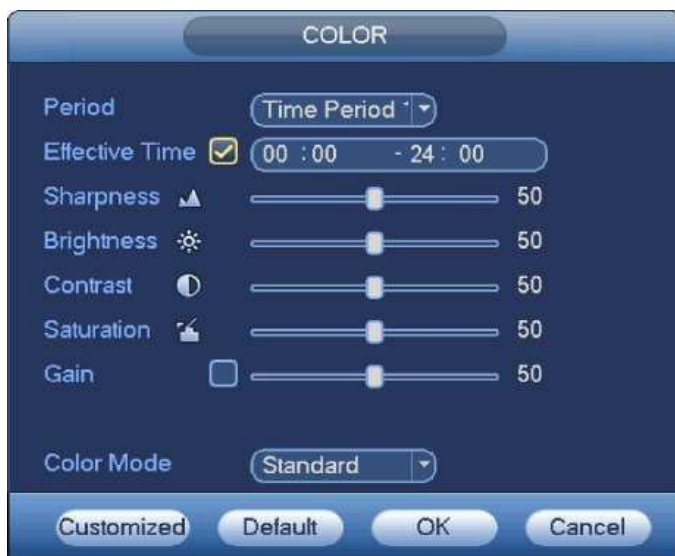 COLOR
Period Time Period
Effective Time 00 :00 - 24 : 00
Sharpness 50
Brightness 50
Contrast 50
Saturation 50
Gain 50
Color Mode Standard
Customized Default OK Cancel